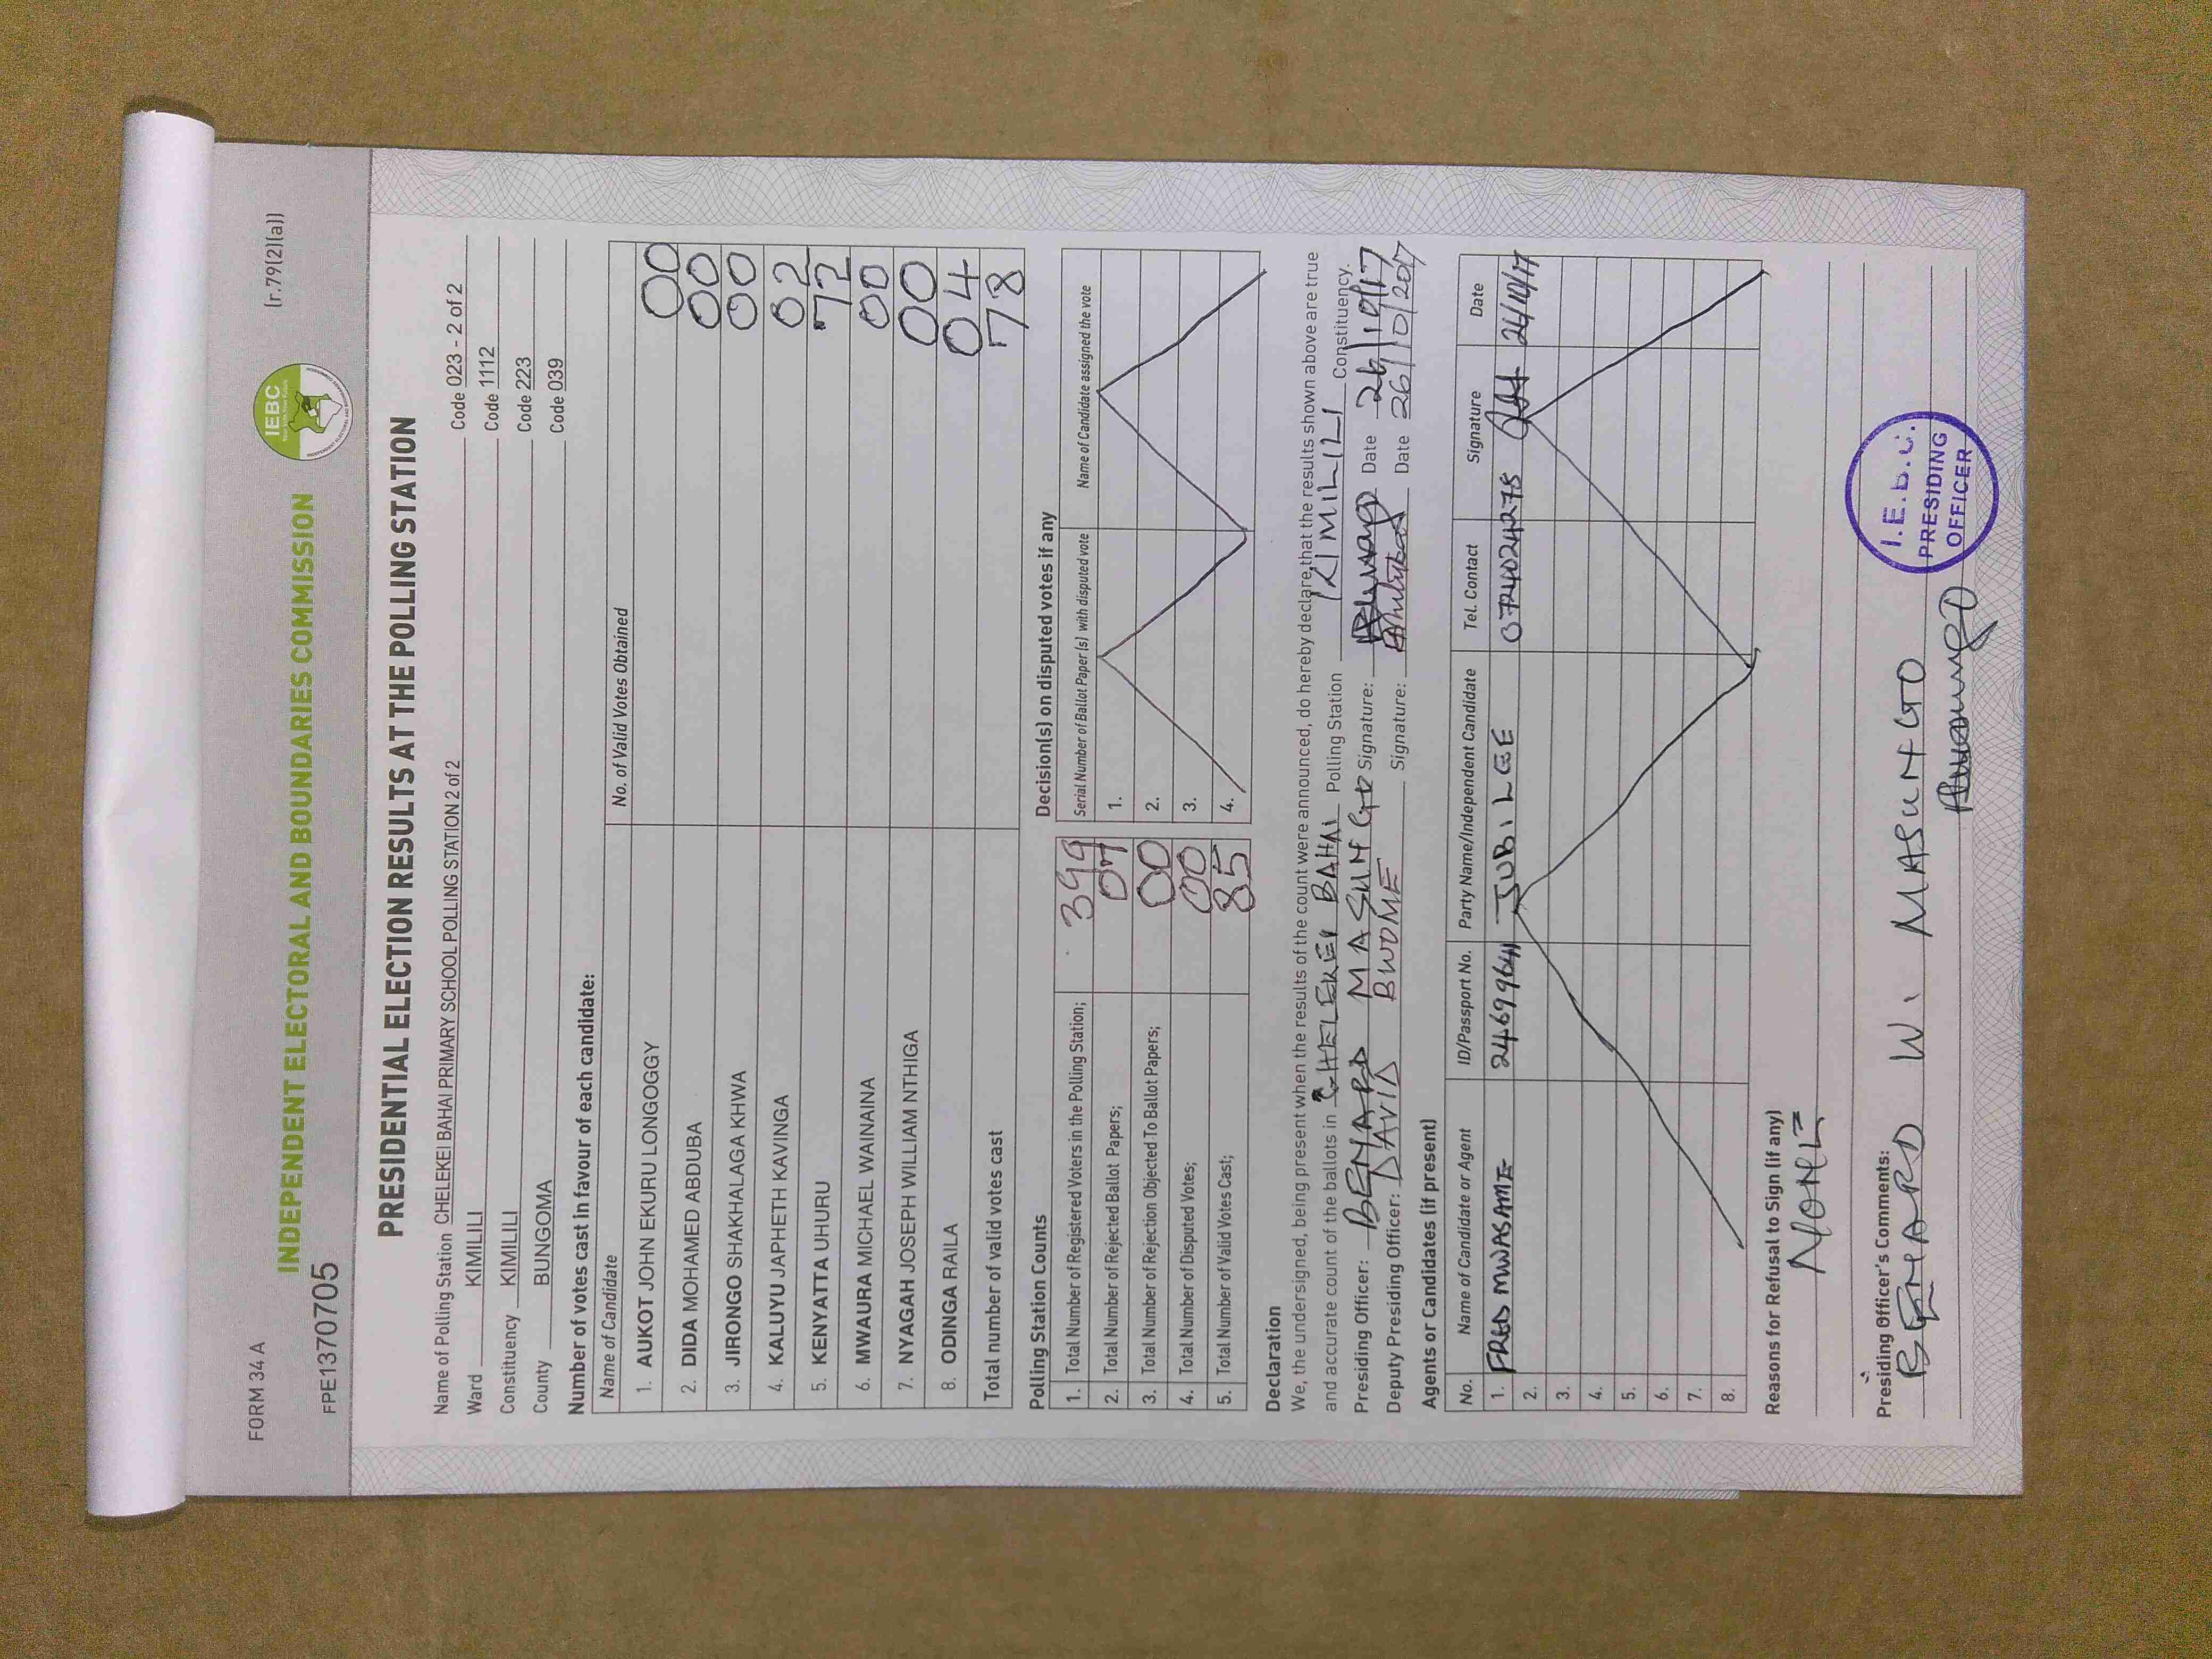 FORM 34 A
(r.79(2)(a))
IEBC
INDEPENDENT ELECTORAL AND BOUNDARIES COMMISSION
FPE1370705
PRESIDENTIAL ELECTION RESULTS AT THE POLLING STATION
Name of Polling Station CHELEKEI BAHAI PRIMARY SCHOOL POLLING STATION 2 of 2 Code 023 - 2 of 2
Ward KIMILILI Code 1112
Constituency KIMILILI Code 223
County BUNGOMA Code 039
Number of votes cast in favour of each candidate:
Name of Candidate No. of Valid Votes Obtained
1. AUKOT JOHN EKURU LONGOGGY 00
2. DIDA MOHAMED ABDUBA 00
3. JIRONGO SHAKHALAGA KHWA 00
4. KALUYU JAPHETH KAVINGA 02
5. KENYATTA UHURU 72
6. MWAURA MICHAEL WAINAINA 00
7. NYAGAH JOSEPH WILLIAM NTHIGA 00
8. ODINGA RAILA 04
Total number of valid votes cast 78
Polling Station Counts
1. Total Number of Registered Voters in the Polling Station; 399
2. Total Number of Rejected Ballot Papers; 07
3. Total Number of Rejection Objected To Ballot Papers; 00
4. Total Number of Disputed Votes; 00
5. Total Number of Valid Votes Cast; 85
Decision(s) on disputed votes if any
Serial Number of Ballot Paper (s) with disputed vote Name of Candidate assigned the vote
1.
2.
3.
4.
Declaration
We, the undersigned, being present when the results of the count were announced, do hereby declare that the results shown above are true
and accurate count of the ballots in CHELEKEI BAHAI Polling Station KIMILILI Constituency.
Presiding Officer: BENARD MASUNGO Signature: Date 26/10/17
Deputy Presiding Officer: DAVID BWOME Signature: Date 26/10/2017
Agents or Candidates (if present)
No. Name of Candidate or Agent ID/Passport No. Party Name/Independent Candidate Tel. Contact Signature Date
1. FRED MWASAME 24699641 JUBILEE 0724024278 26/10/17
2.
3.
4.
5.
6.
7.
8.
Reasons for Refusal to Sign (if any)
NONE
Presiding Officer's Comments:
BENARD W. MASUNGO
I.E.B.C.
PRESIDING
OFFICER